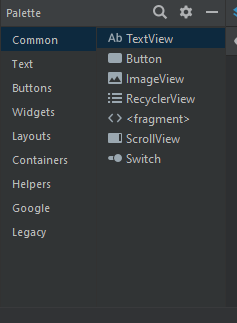 Palette
Common
Text
Buttons
Widgets
Layouts
Containers
Helpers
Google
Legacy
Ab TextView
Button
ImageView
RecyclerView
<fragment>
ScrollView
Switch